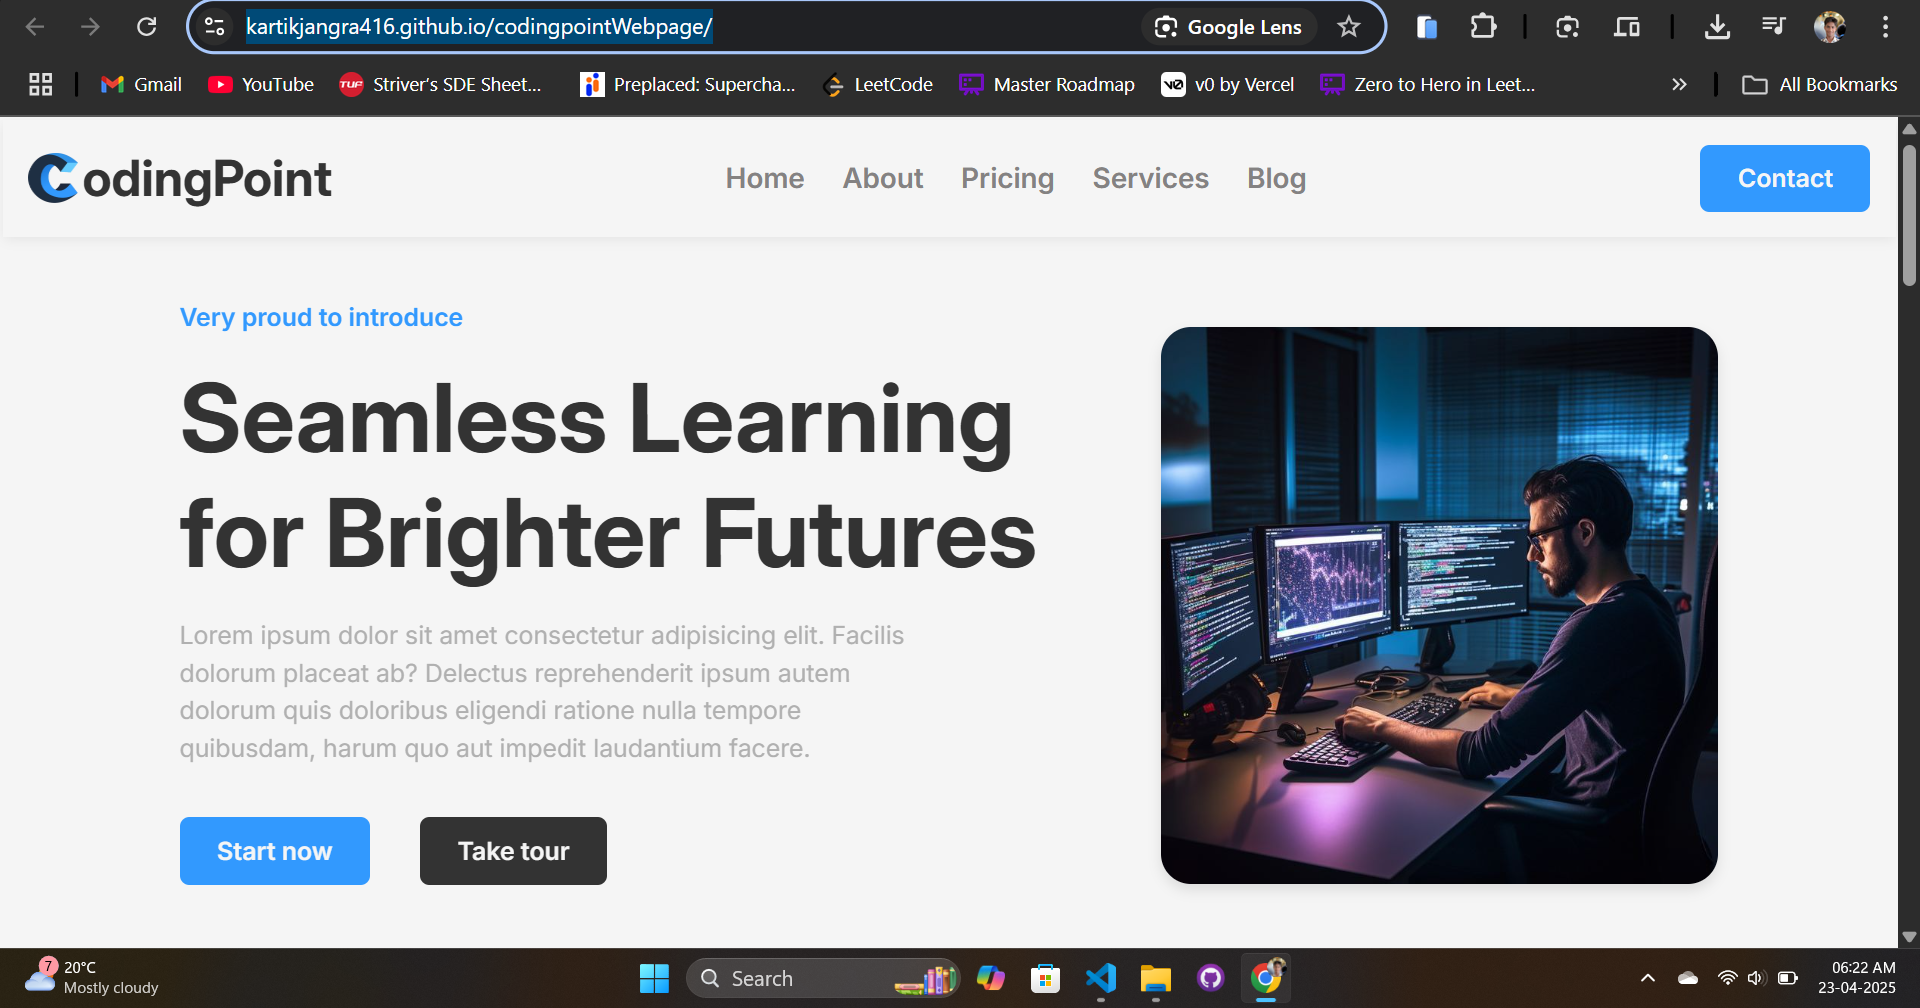 kartikjangra416.github.io/codingpointWebpage/
Google Lens
Gmail
YouTube
TUF
Striver's SDE Sheet...
Preplaced: Supercha...
LeetCode
Master Roadmap
v0 by Vercel
Zero to Hero in Leet...
All Bookmarks
CodingPoint
Home About Pricing Services Blog
Contact
Very proud to introduce
Seamless Learning
for Brighter Futures
Lorem ipsum dolor sit amet consectetur adipisicing elit. Facilis
dolorum placeat ab? Delectus reprehenderit ipsum autem
dolorum quis doloribus eligendi ratione nulla tempore
quibusdam, harum quo aut impedit laudantium facere.
Start now
Take tour
7
20°C
Mostly cloudy
Search
06:22 AM
23-04-2025